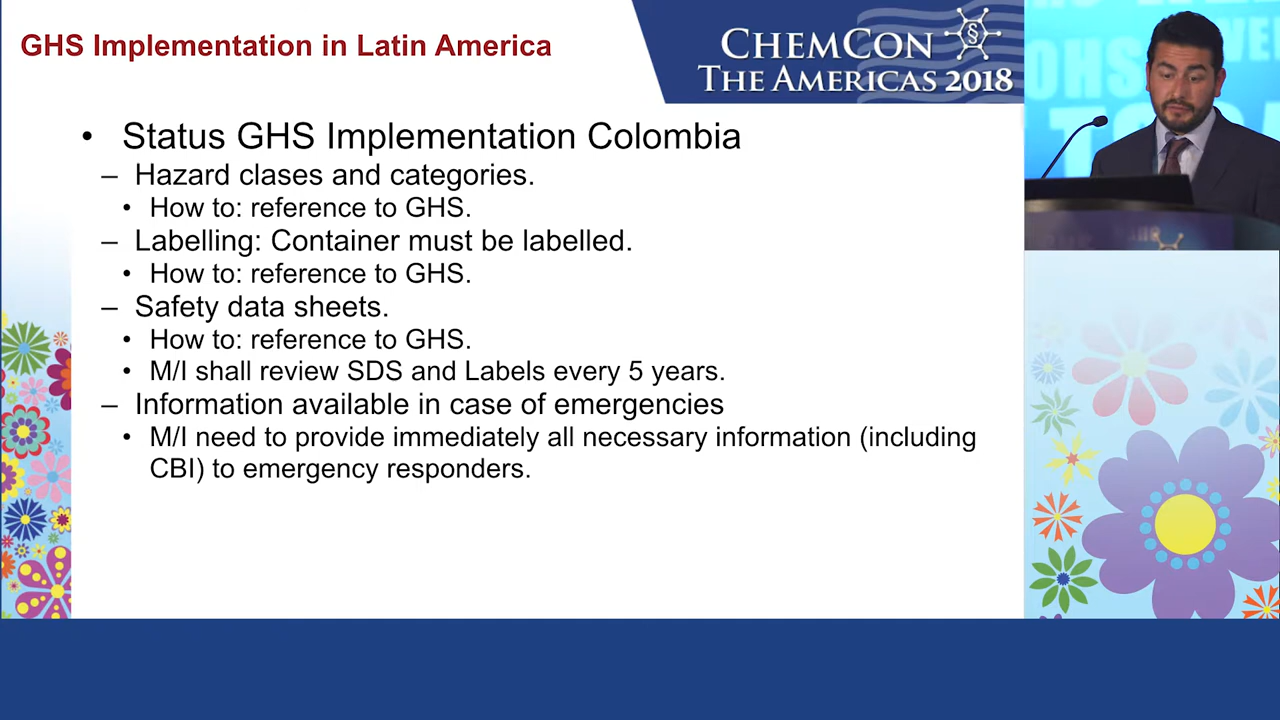 GHS Implementation in Latin America
CHEMCON
THE AMERICAS 2018
§
• Status GHS Implementation Colombia
– Hazard clases and categories.
• How to: reference to GHS.
– Labelling: Container must be labelled.
• How to: reference to GHS.
– Safety data sheets.
• How to: reference to GHS.
• M/I shall review SDS and Labels every 5 years.
– Information available in case of emergencies
• M/I need to provide immediately all necessary information (including
CBI) to emergency responders.